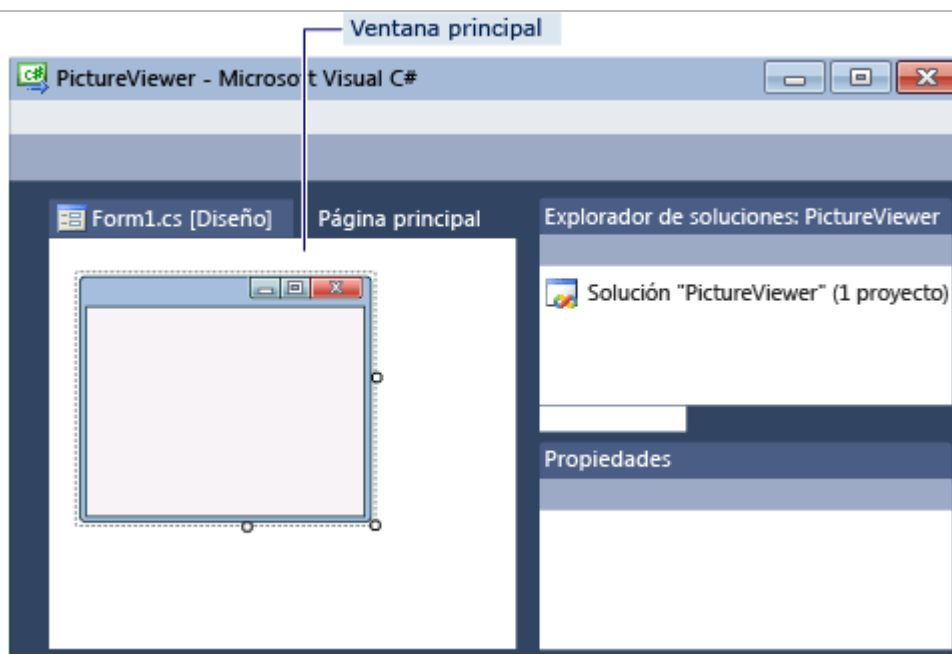 Ventana principal
PictureViewer - Microsoft Visual C#
Form1.cs [Diseño]
Página principal
Explorador de soluciones: PictureViewer
Solución "PictureViewer" (1 proyecto)
Propiedades